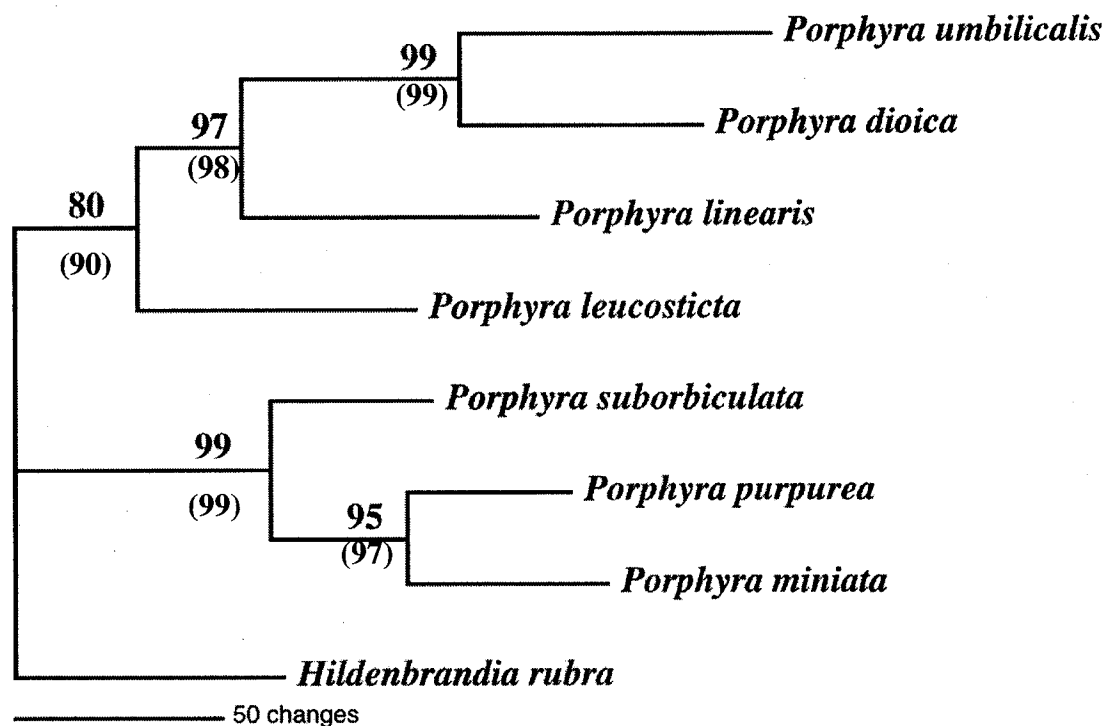 Porphyra umbilicalis
99
(99)
Porphyra dioica
97
(98)
Porphyra linearis
80
(90)
Porphyra leucosticta
Porphyra suborbiculata
99
(99)
Porphyra purpurea
95
(97)
Porphyra miniata
Hildenbrandia rubra
50 changes